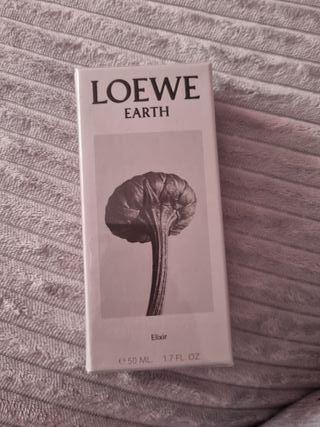 LOEWE
EARTH
Elixir
℮ 50 ML. 1.7 FL. OZ.